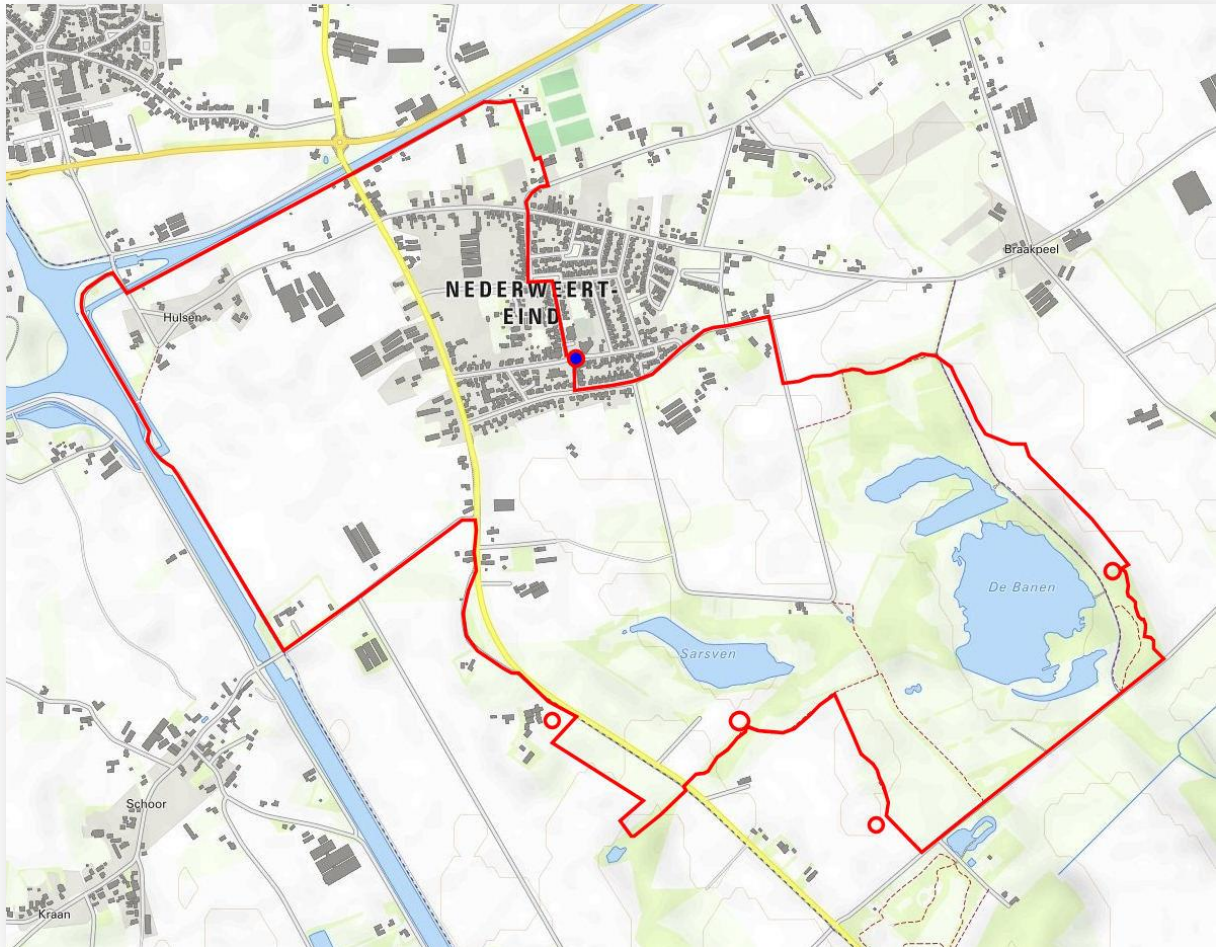 Braakpeel
NEDERWEERT-
EIND
Hulsen
De Banen
Sarsven
Schoor
Kraan